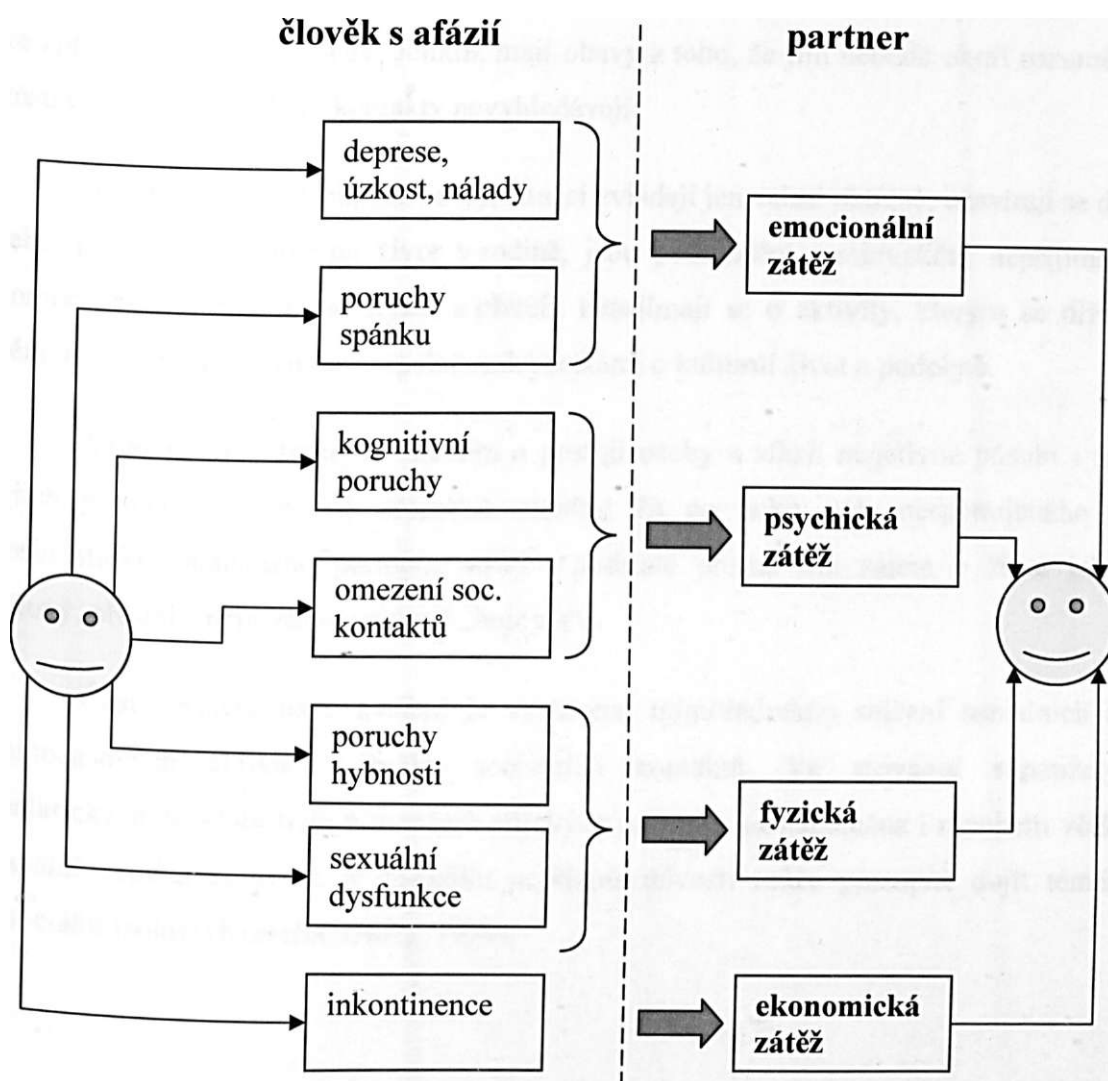 člověk s afázií
partner
deprese,
úzkost, nálady
poruchy
spánku
kognitivní
poruchy
omezení soc.
kontaktů
poruchy
hybnosti
sexuální
dysfunkce
inkontinence
emocionální
zátěž
psychická
zátěž
fyzická
zátěž
ekonomická
zátěž